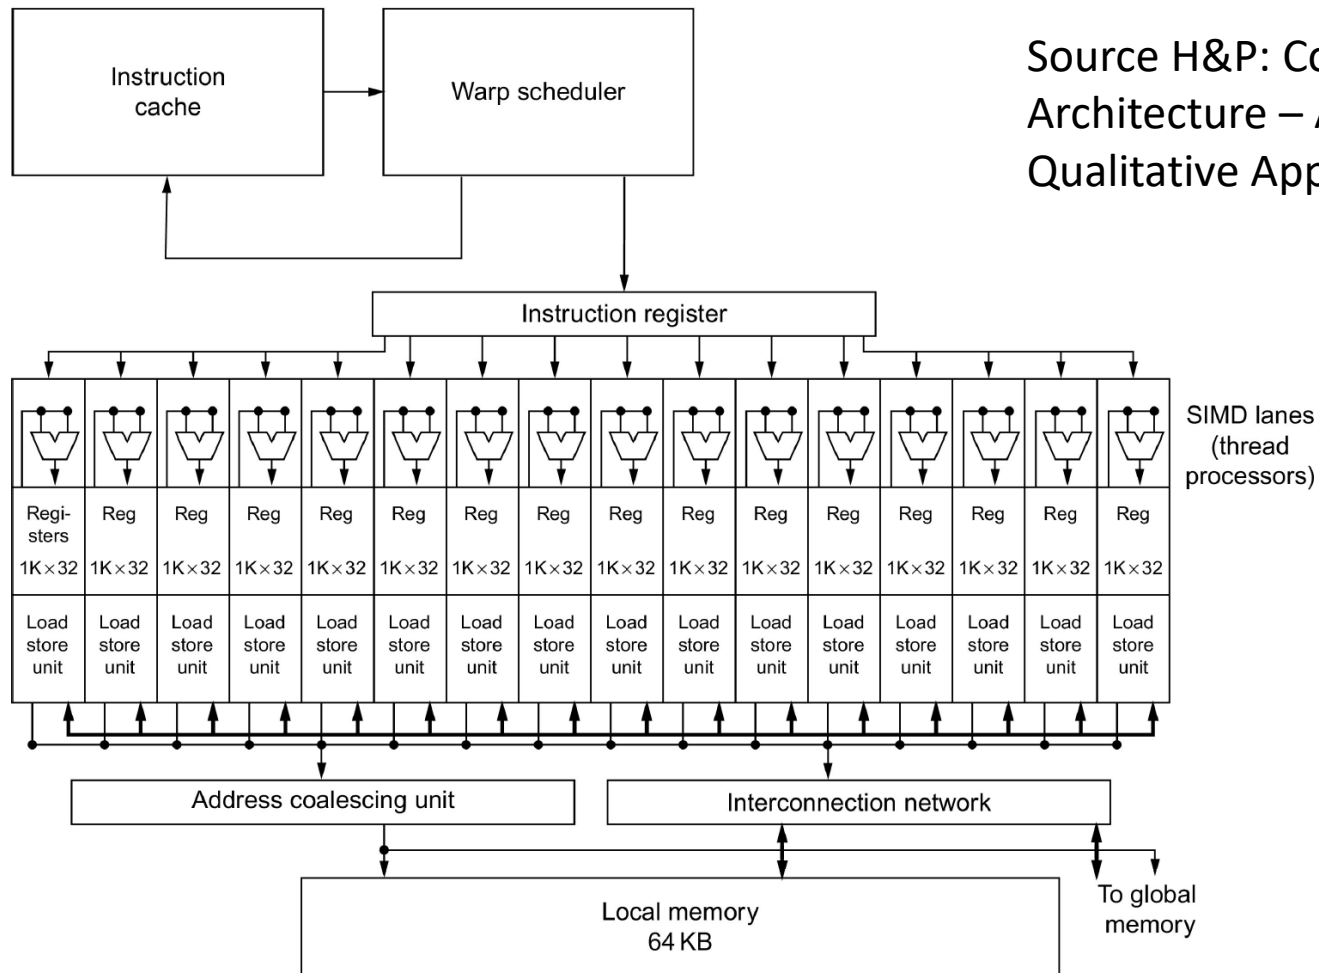 Instruction
cache
Warp scheduler
Source H&P: Co
Architecture – A
Qualitative App
Instruction register
SIMD lanes
(thread
processors)
Regi-
sters
Reg Reg Reg Reg Reg Reg Reg Reg Reg Reg Reg Reg Reg Reg Reg
1K×32 1K×32 1K×32 1K×32 1K×32 1K×32 1K×32 1K×32 1K×32 1K×32 1K×32 1K×32 1K×32 1K×32 1K×32 1K×32
Load Load Load Load Load Load Load Load Load Load Load Load Load Load Load Load
store store store store store store store store store store store store store store store store
unit unit unit unit unit unit unit unit unit unit unit unit unit unit unit unit
Address coalescing unit
Interconnection network
Local memory
64 KB
To global
memory